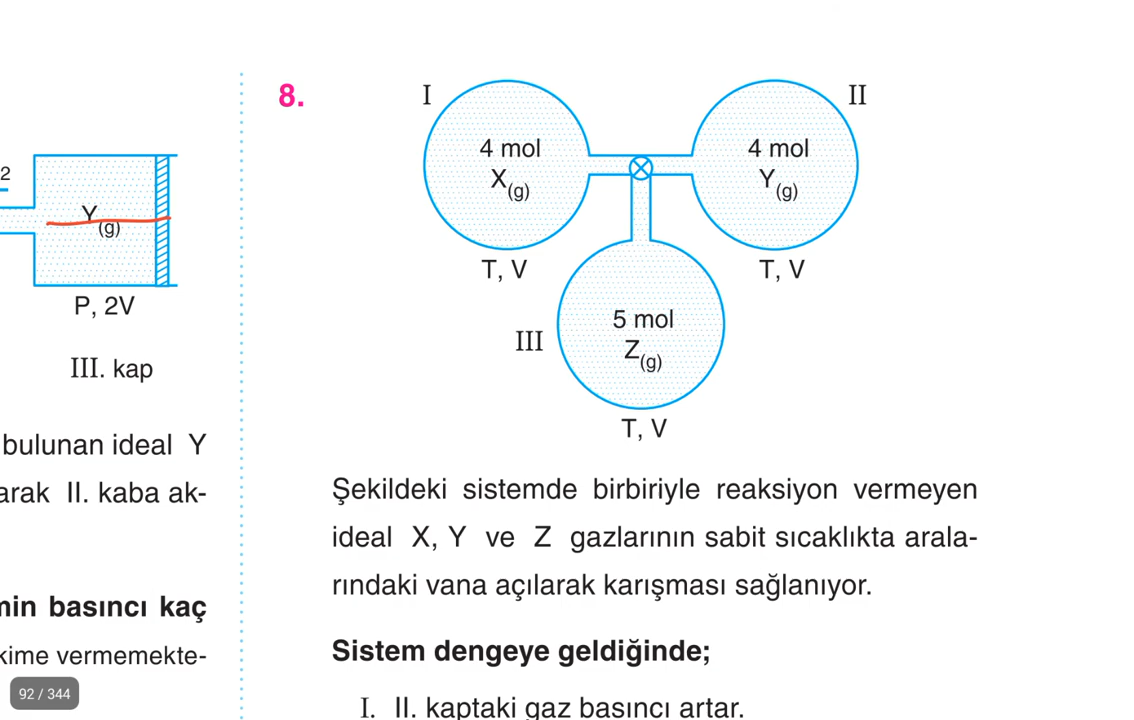 2
Y(g)
P, 2V
III. kap
bulunan ideal Y
arak II. kaba ak-
min basıncı kaç
kime vermemekte-
92 / 344
8.
I
II
4 mol
X(g)
4 mol
Y(g)
T, V
T, V
III
5 mol
Z(g)
T, V
Şekildeki sistemde birbiriyle reaksiyon vermeyen
ideal X, Y ve Z gazlarının sabit sıcaklıkta arala-
rındaki vana açılarak karışması sağlanıyor.
Sistem dengeye geldiğinde;
I. II. kaptaki gaz basıncı artar.